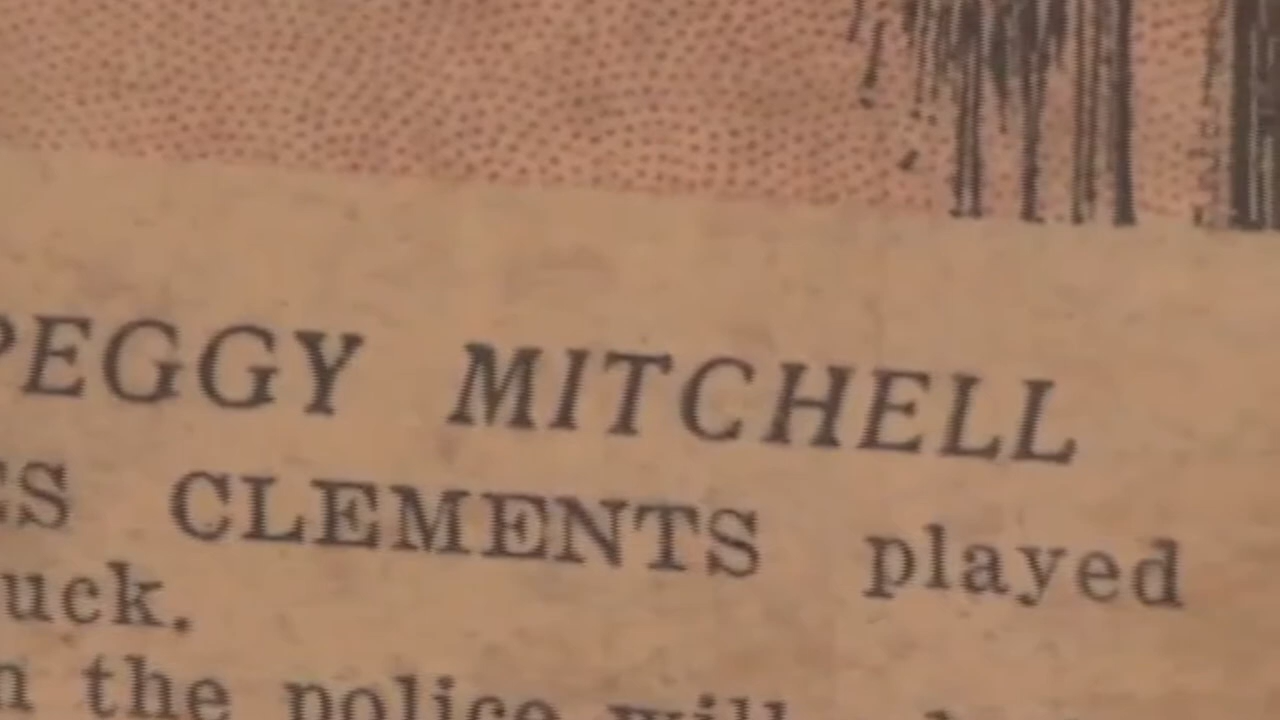 PEGGY MITCHELL
ES CLEMENTS played
uck.
n the police will